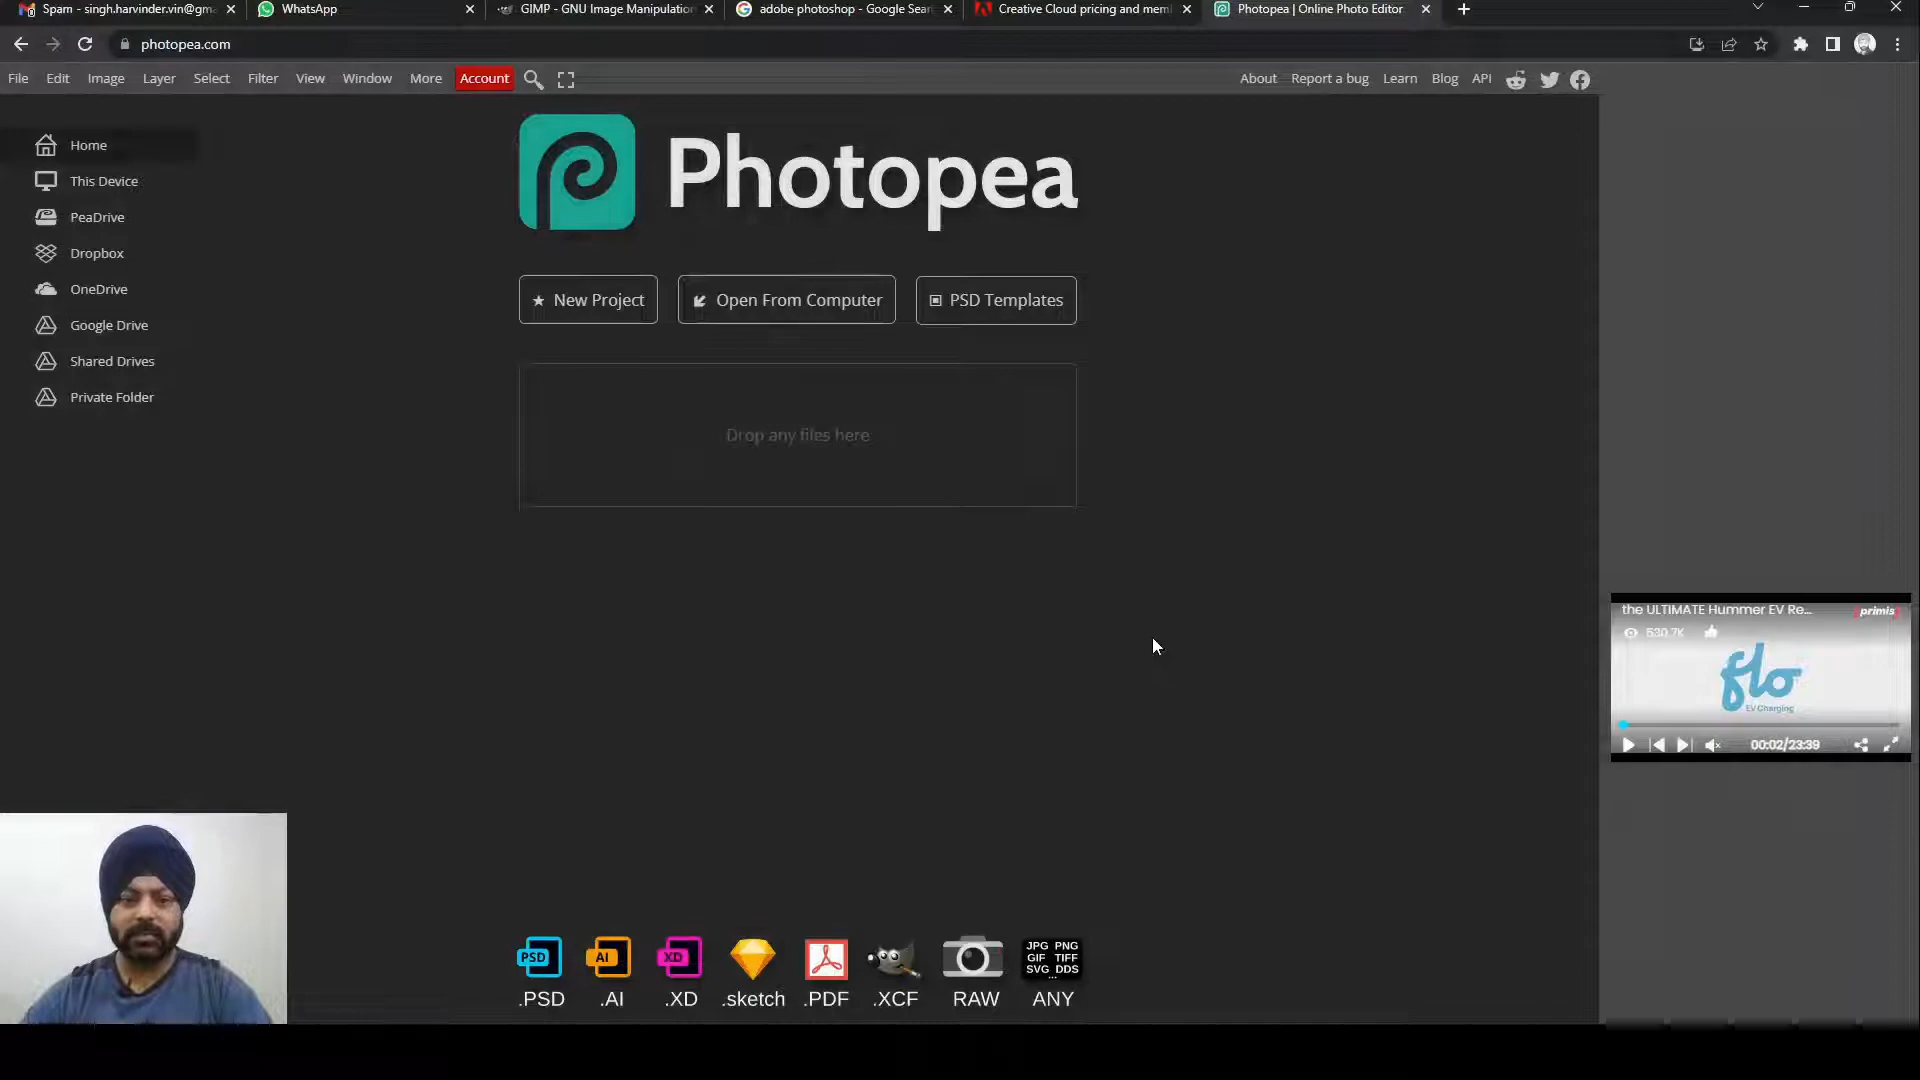 Spam - singh.harvinder.vin@gm
WhatsApp
GIMP - GNU Image Manipulation
adobe photoshop - Google Sear
Creative Cloud pricing and mem
Photopea | Online Photo Editor
photopea.com
File Edit Image Layer Select Filter View Window More Account
About Report a bug Learn Blog API
Home
This Device
PeaDrive
Dropbox
OneDrive
Google Drive
Shared Drives
Private Folder
Photopea
New Project
Open From Computer
PSD Templates
Drop any files here
the ULTIMATE Hummer EV Re...
primis
530.7K
flo
EV Charging
00:02/23:39
PSD
AI
XD
JPG PNG
GIF TIFF
SVG DDS
...
.PSD .AI .XD .sketch .PDF .XCF RAW ANY